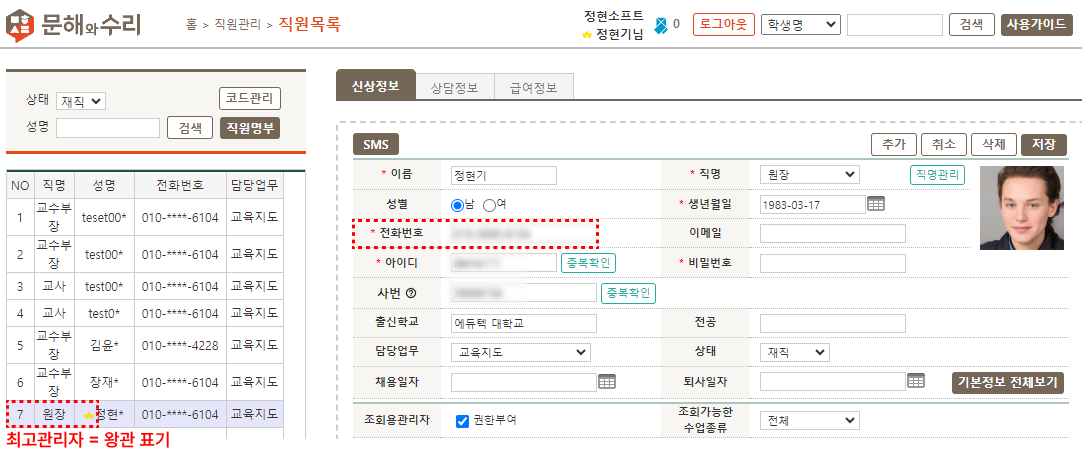 문해와수리
홈 > 직원관리 > 직원목록
정현소프트
정현기님
0
로그아웃
학생명
검색
사용가이드
상태 재직 코드관리
성명 검색 직원명부
NO 직명 성명 전화번호 담당업무
1 교수부장 teset00* 010-****-6104 교육지도
2 교수부장 test00* 010-****-6104 교육지도
3 교사 test00* 010-****-6104 교육지도
4 교사 test0* 010-****-6104 교육지도
5 교수부장 김윤* 010-****-4228 교육지도
6 교수부장 장재* 010-****-6104 교육지도
7 원장 정현* 010-****-6104 교육지도
최고관리자 = 왕관 표기
신상정보 상담정보 급여정보
SMS 추가 취소 삭제 저장
* 이름 정현기 * 직명 원장 직명관리
성별 남 여 * 생년월일 1983-03-17
* 전화번호 이메일
* 아이디 중복확인 * 비밀번호
사번 ? 중복확인
출신학교 에듀텍 대학교 전공
담당업무 교육지도 상태 재직
채용일자 퇴사일자 기본정보 전체보기
조회용관리자 권한부여 조회가능한 수업종류 전체